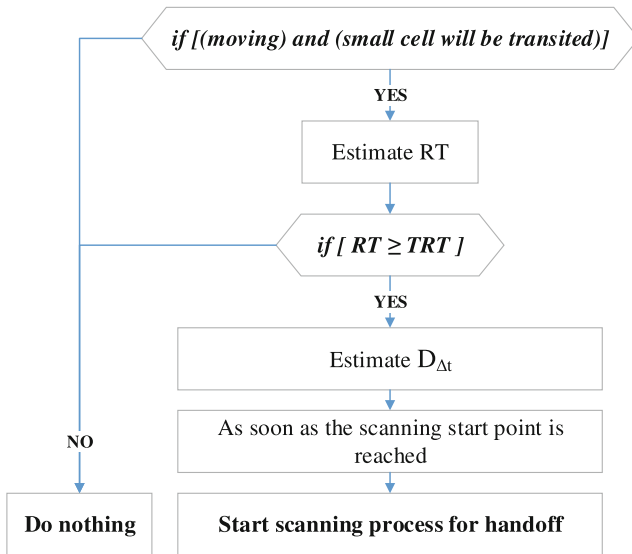 if [(moving) and (small cell will be transited)]
YES
Estimate RT
if [ RT ≥ TRT ]
YES
Estimate D_Δt
As soon as the scanning start point is
reached
NO
Do nothing
Start scanning process for handoff